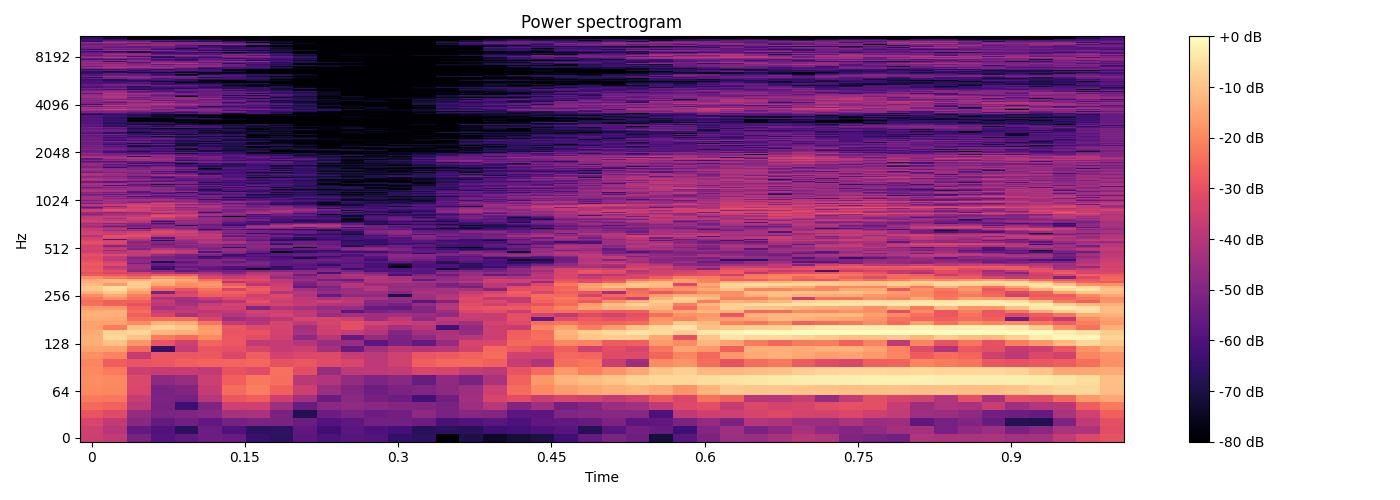 Power spectrogram
Hz
8192
4096
2048
1024
512
256
128
64
0
0 0.15 0.3 0.45 0.6 0.75 0.9
Time
+0 dB
-10 dB
-20 dB
-30 dB
-40 dB
-50 dB
-60 dB
-70 dB
-80 dB